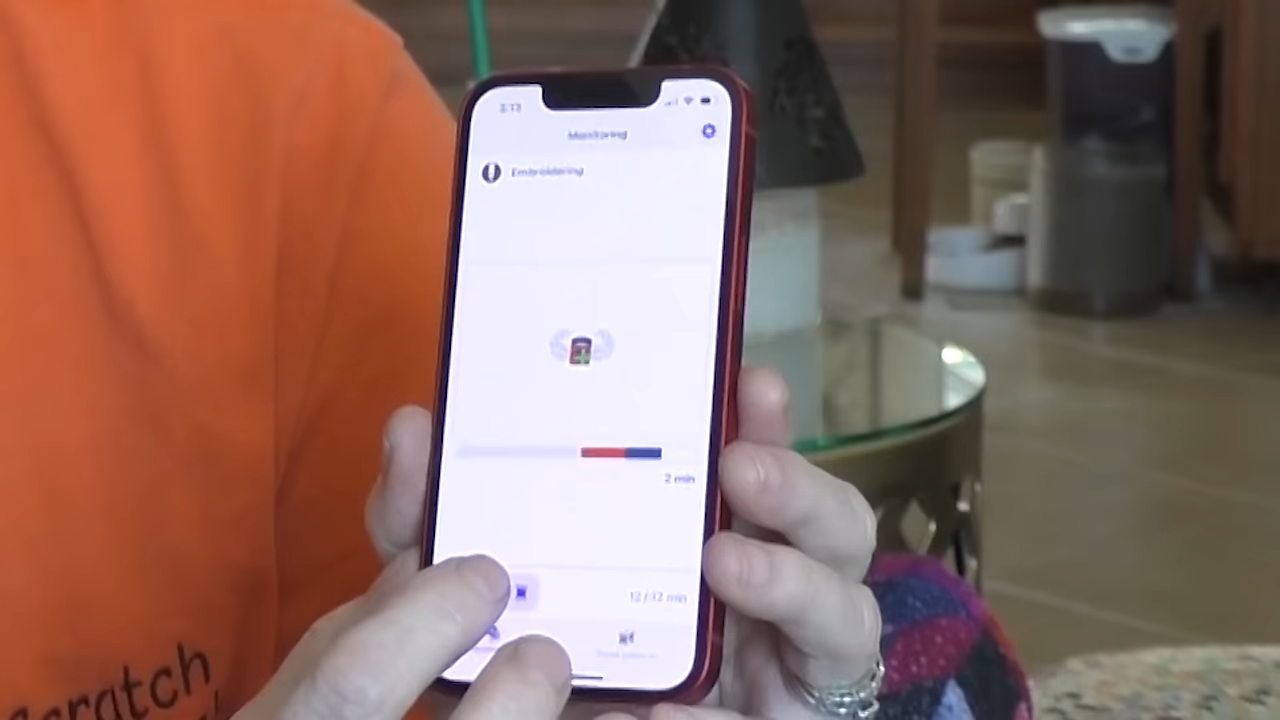 Monitoring
Embroidering
2 min
12 / 12 min
Scratch